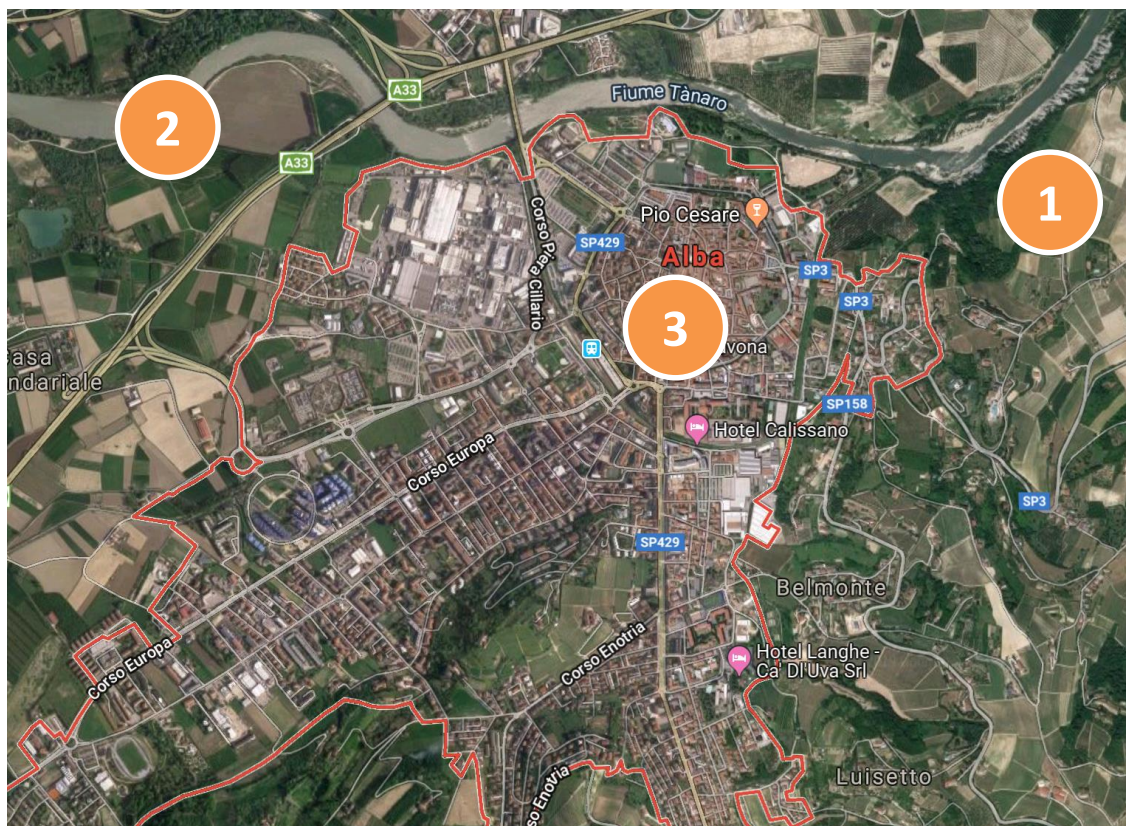 A33
Fiume Tànaro
2
A33
1
Pio Cesare
SP429
Alba
Corso Piera Cillario
SP3
SP3
3
vona
asa
ndariale
SP158
Hotel Calissano
Corso Europa
SP3
SP429
Belmonte
Corso Europa
Corso Enotria
Hotel Langhe -
Ca' Dl'Uva Srl
Luisetto
so Enotria